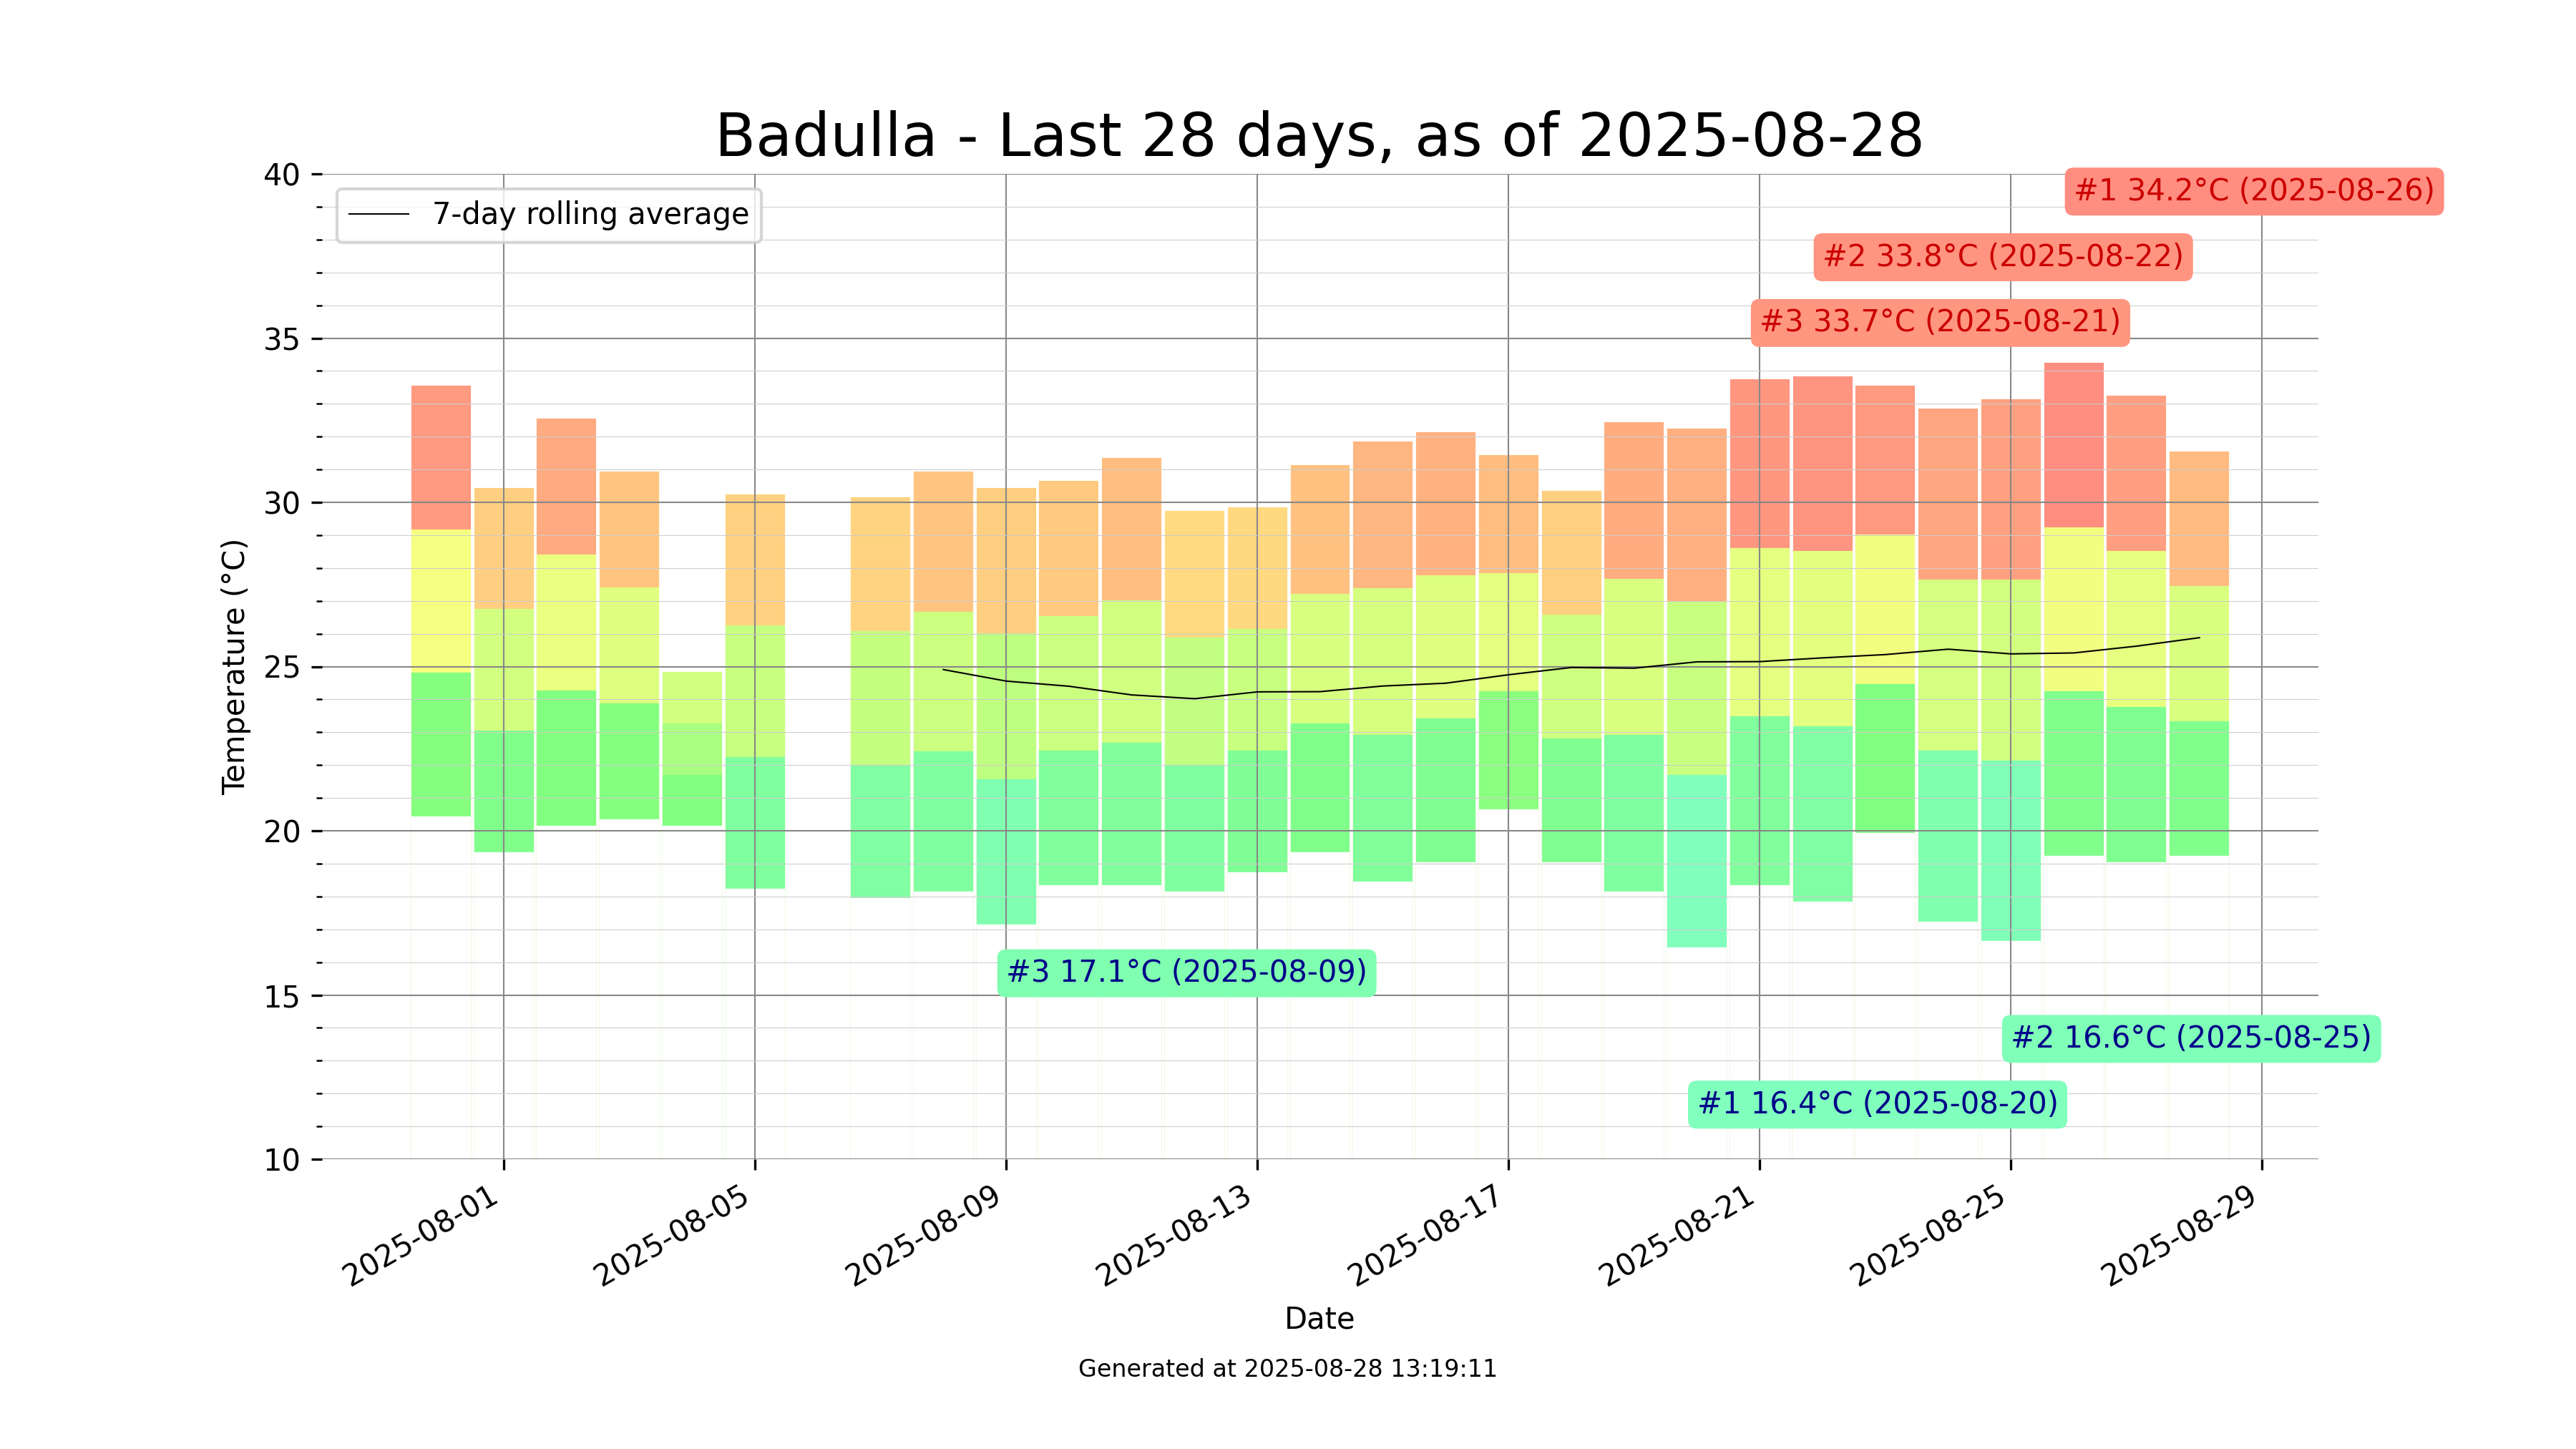 Badulla - Last 28 days, as of 2025-08-28
7-day rolling average
#1 34.2°C (2025-08-26)
#2 33.8°C (2025-08-22)
#3 33.7°C (2025-08-21)
Temperature (°C)
40
35
30
25
20
15
10
#3 17.1°C (2025-08-09)
#2 16.6°C (2025-08-25)
#1 16.4°C (2025-08-20)
2025-08-01
2025-08-05
2025-08-09
2025-08-13
2025-08-17
2025-08-21
2025-08-25
2025-08-29
Date
Generated at 2025-08-28 13:19:11